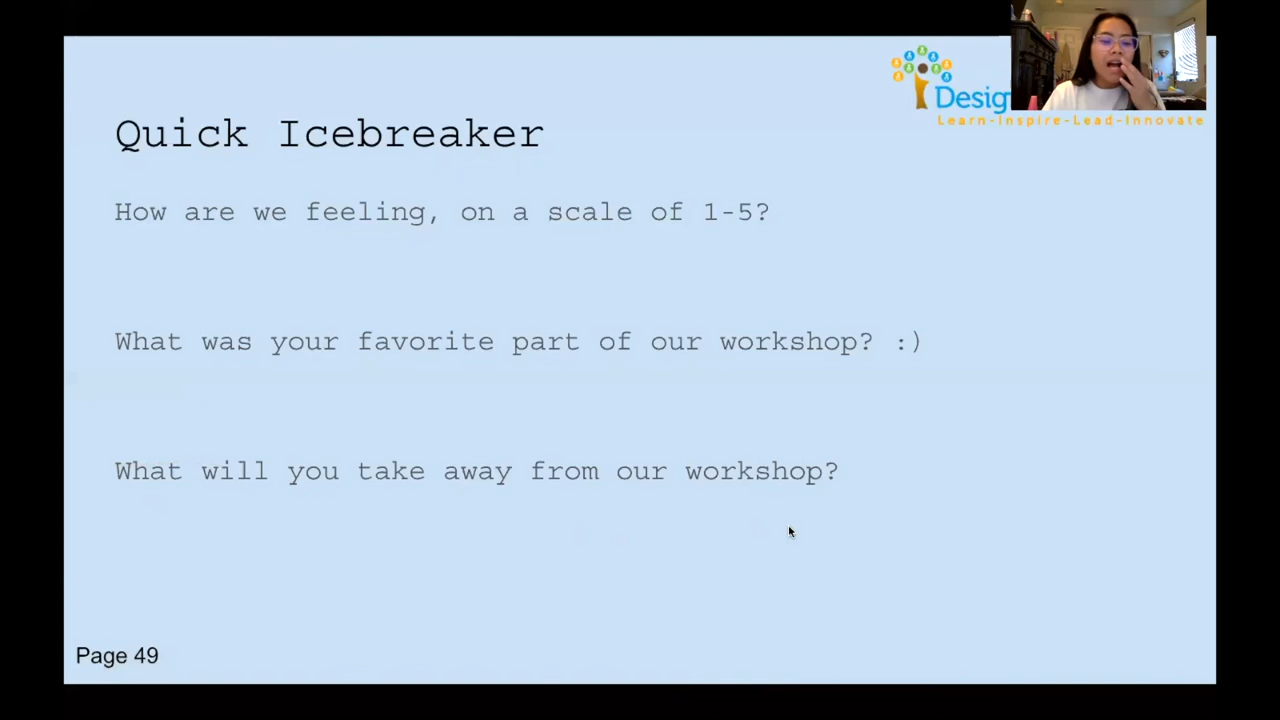 Quick Icebreaker
Learn-Inspire-Lead-Innovate
How are we feeling, on a scale of 1-5?
What was your favorite part of our workshop? :)
What will you take away from our workshop?
Page 49